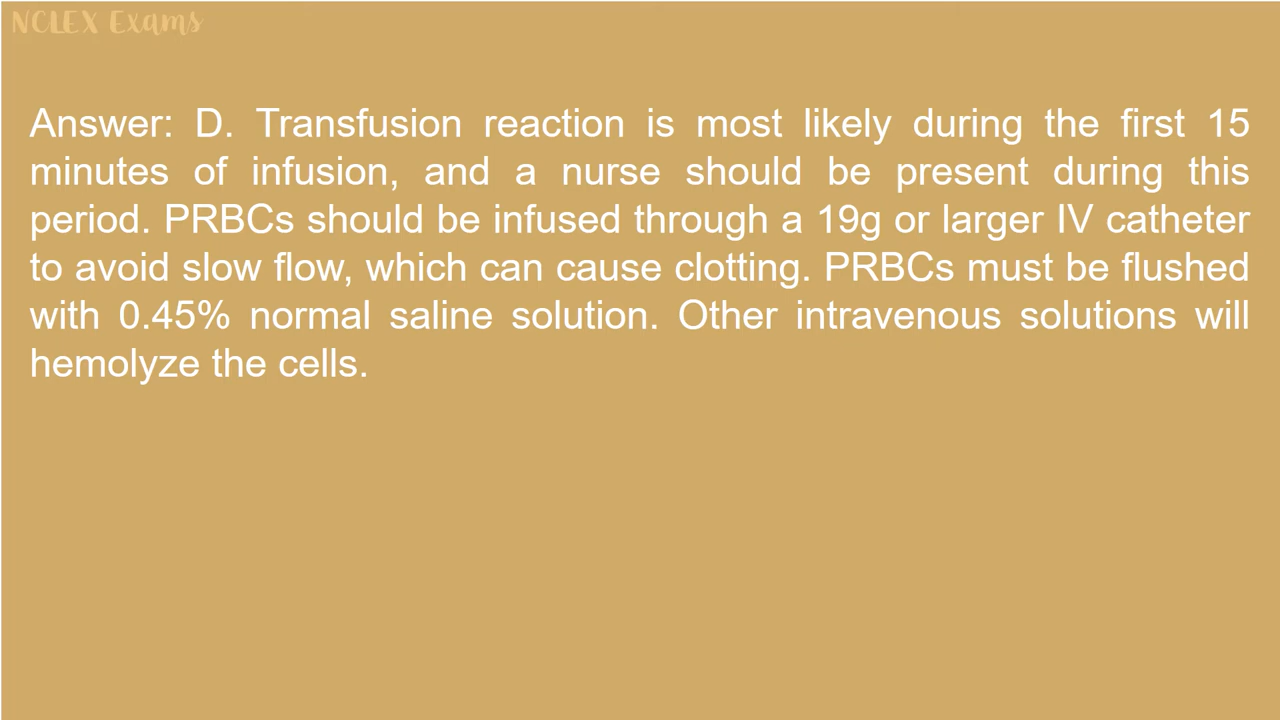 NCLEX Exams
Answer: D. Transfusion reaction is most likely during the first 15
minutes of infusion, and a nurse should be present during this
period. PRBCs should be infused through a 19g or larger IV catheter
to avoid slow flow, which can cause clotting. PRBCs must be flushed
with 0.45% normal saline solution. Other intravenous solutions will
hemolyze the cells.